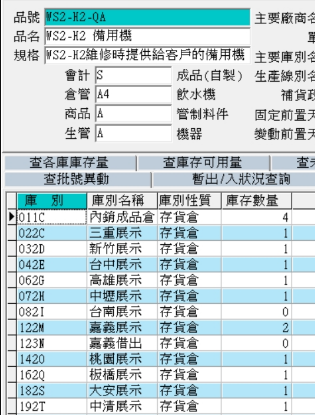 品號 WS2-K2-QA 主要廠商名
品名 WS2-K2 備用機
規格 WS2-K2維修時提供給客戶的備用機 主要庫別名
會計 S 成品(自製) 生產線別名
倉管 A4 飲水機 補貨政
商品 A 管制料件 固定前置天
生管 A 機器 變動前置天
查各庫庫存量 查庫存可用量 查未
查批號異動 暫出/入狀況查詢
庫 別 庫別名稱 庫別性質 庫存數量
011C 內銷成品倉 存貨倉 4
022C 三重展示 存貨倉 1
032D 新竹展示 存貨倉 1
042E 台中展示 存貨倉 1
062G 高雄展示 存貨倉 1
072H 中壢展示 存貨倉 1
082I 台南展示 存貨倉 0
122M 嘉義展示 存貨倉 2
123N 嘉義借出 存貨倉 0
142O 桃園展示 存貨倉 1
162Q 板橋展示 存貨倉 1
182S 大安展示 存貨倉 1
192T 中清展示 存貨倉 1